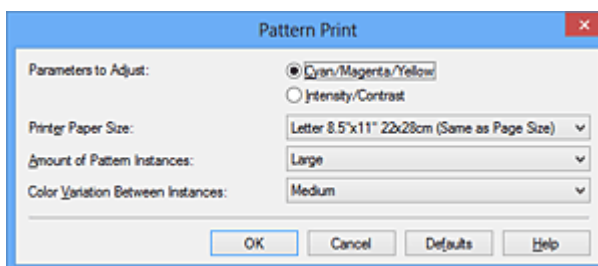 Pattern Print
Parameters to Adjust:
Cyan/Magenta/Yellow
Intensity/Contrast
Printer Paper Size:
Letter 8.5"x11" 22x28cm (Same as Page Size)
Amount of Pattern Instances:
Large
Color Variation Between Instances:
Medium
OK Cancel Defaults Help